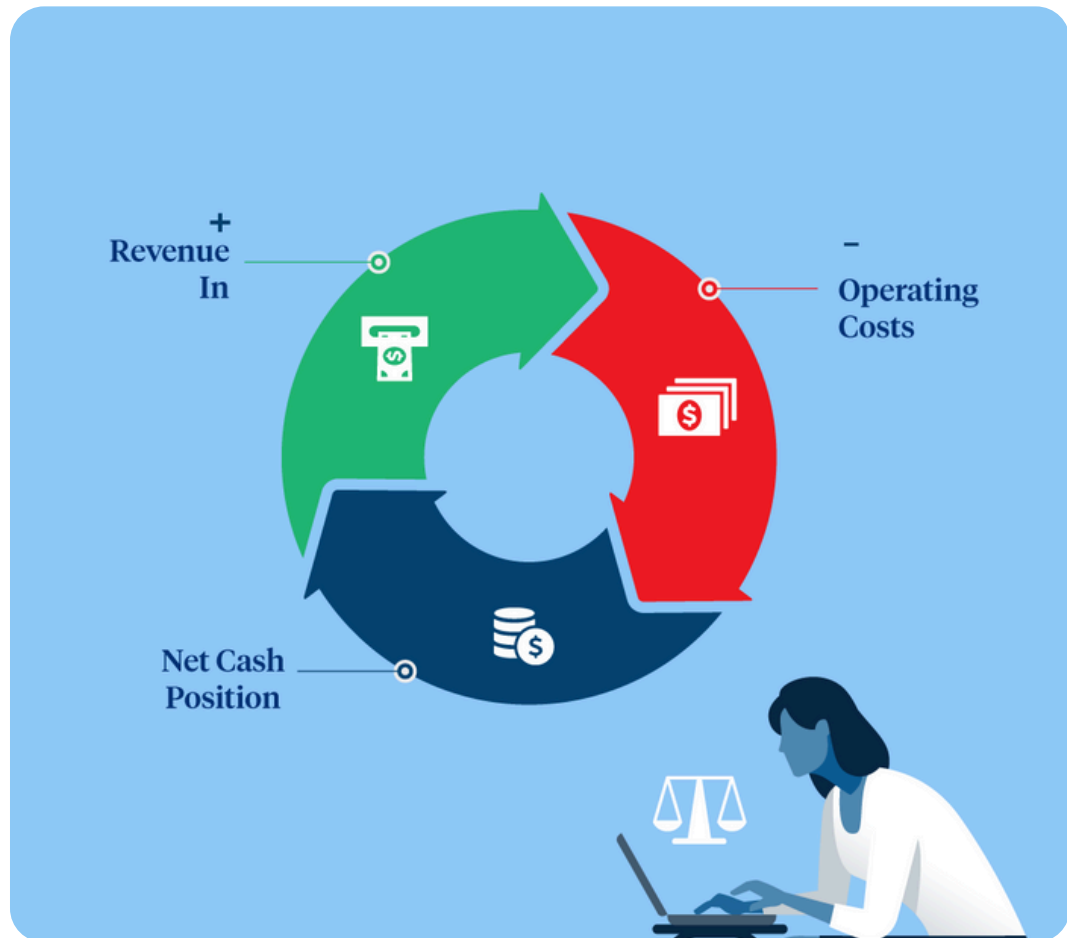 +
Revenue
In
–
Operating
Costs
$
$
Net Cash
Position
$